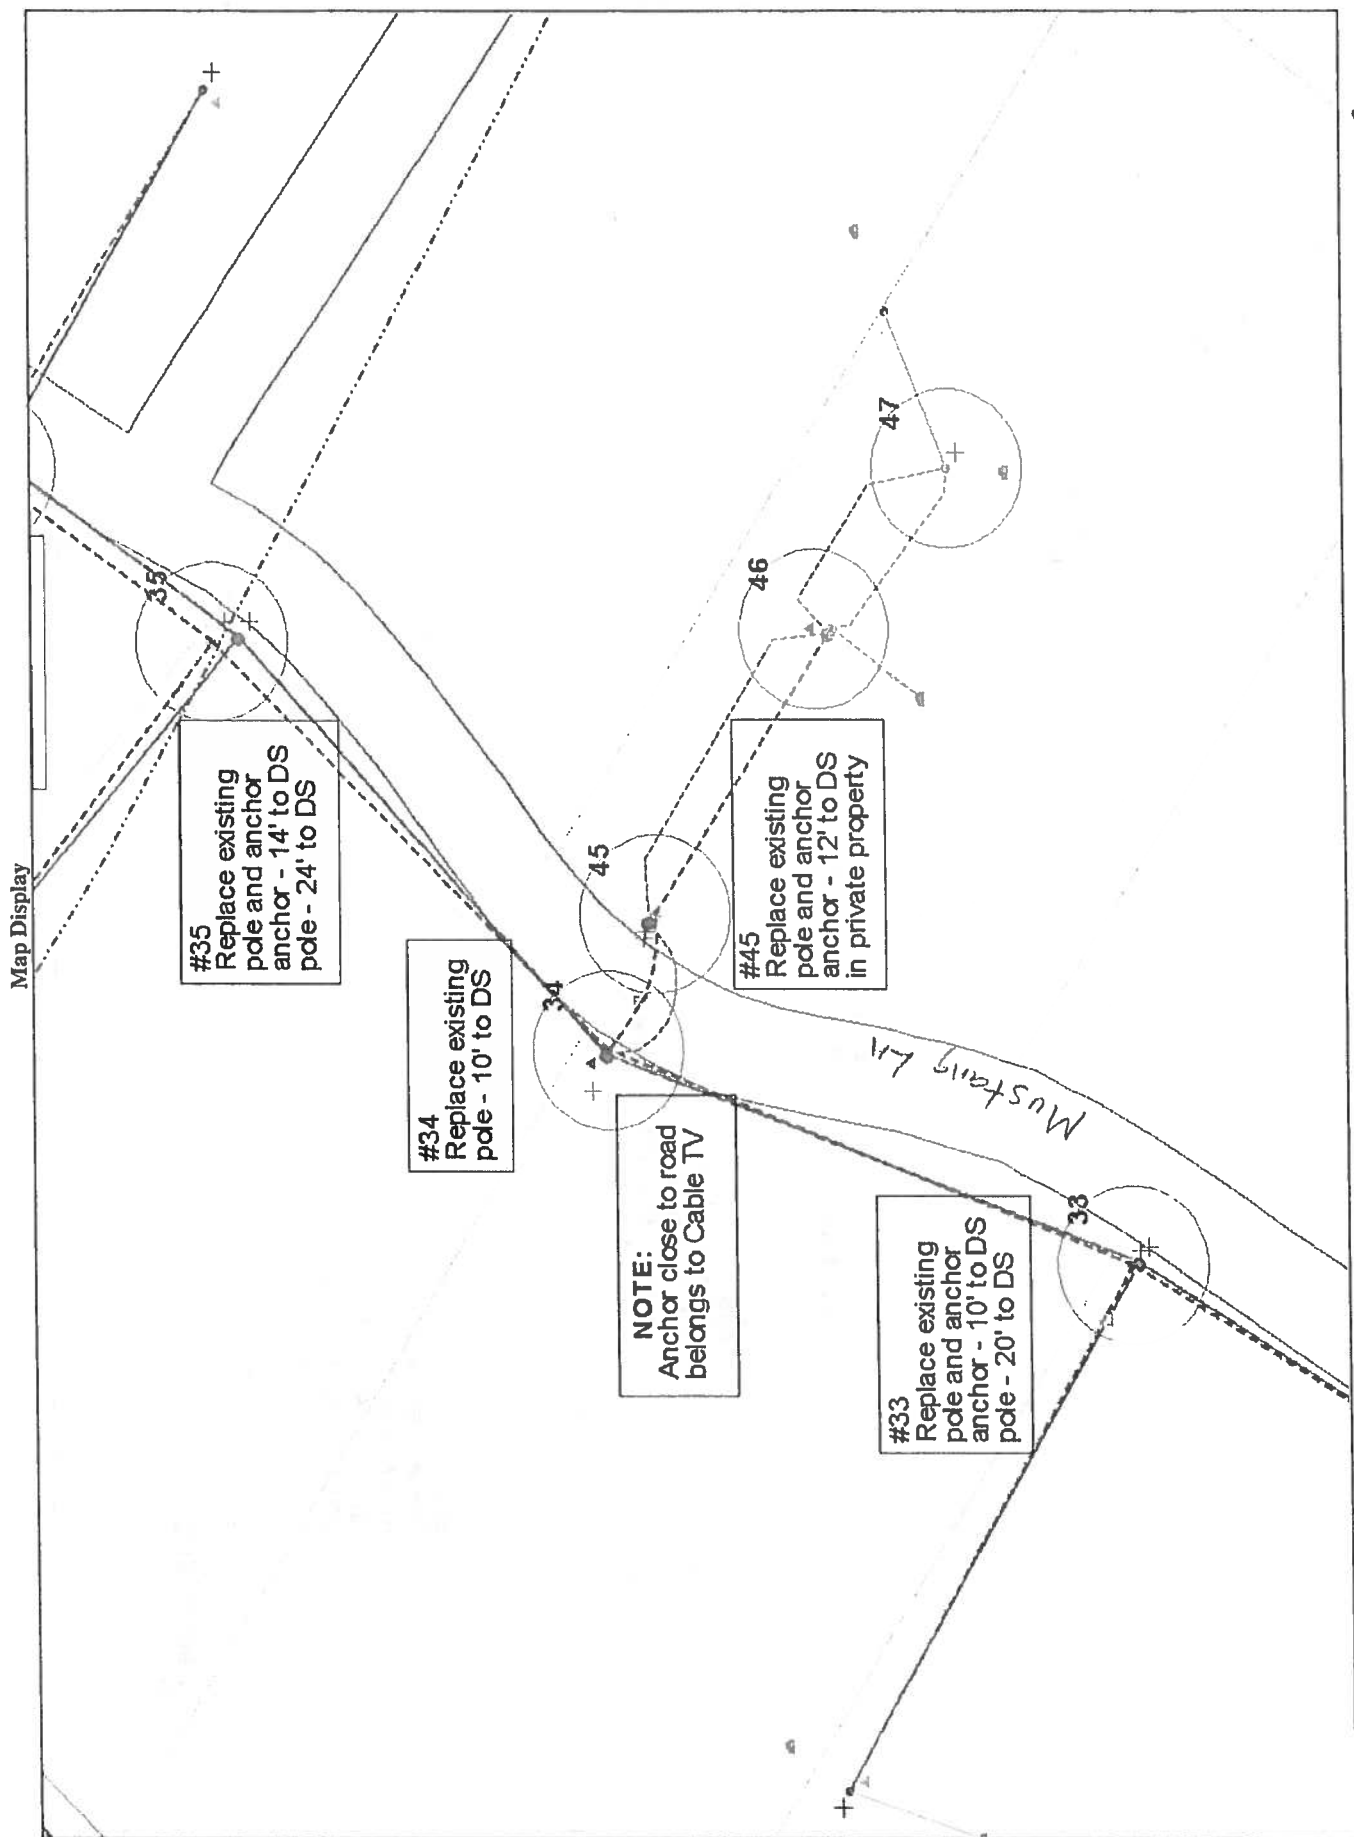 Map Display
#35
Replace existing
pole and anchor
anchor - 14' to DS
pole - 24' to DS
35
#34
Replace existing
pole - 10' to DS
34
45
NOTE:
Anchor close to road
belongs to Cable TV
#45
Replace existing
pole and anchor
anchor - 12' to DS
in private property
46
47
#33
Replace existing
pole and anchor
anchor - 10' to DS
pole - 20' to DS
33
Mustang Ln